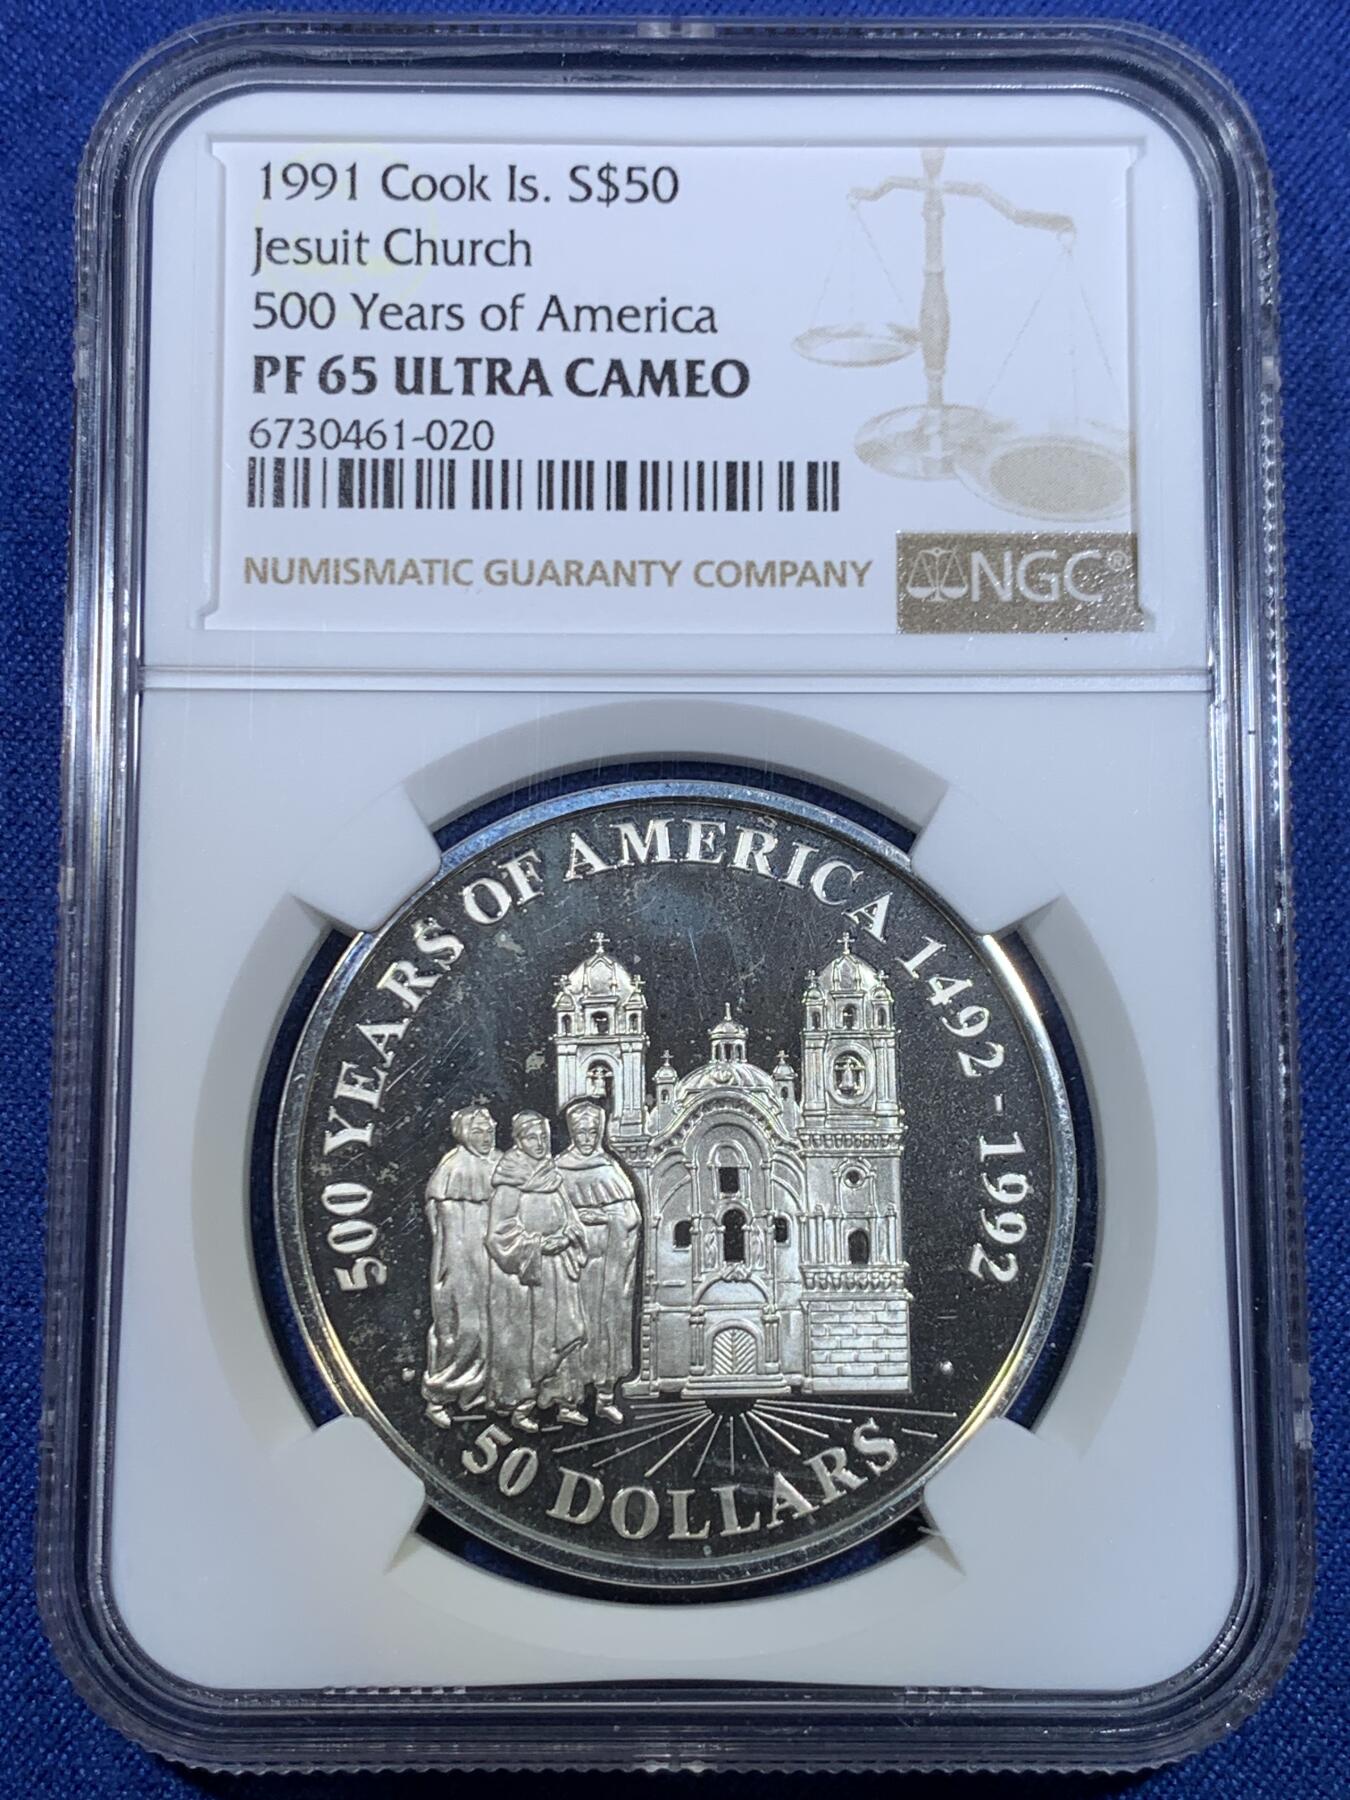 1991 Cook Is. S$50
Jesuit Church
500 Years of America
PF 65 ULTRA CAMEO
6730461-020
NUMISMATIC GUARANTY COMPANY
NGC®
500 YEARS OF AMERICA 1492-1992
50 DOLLARS